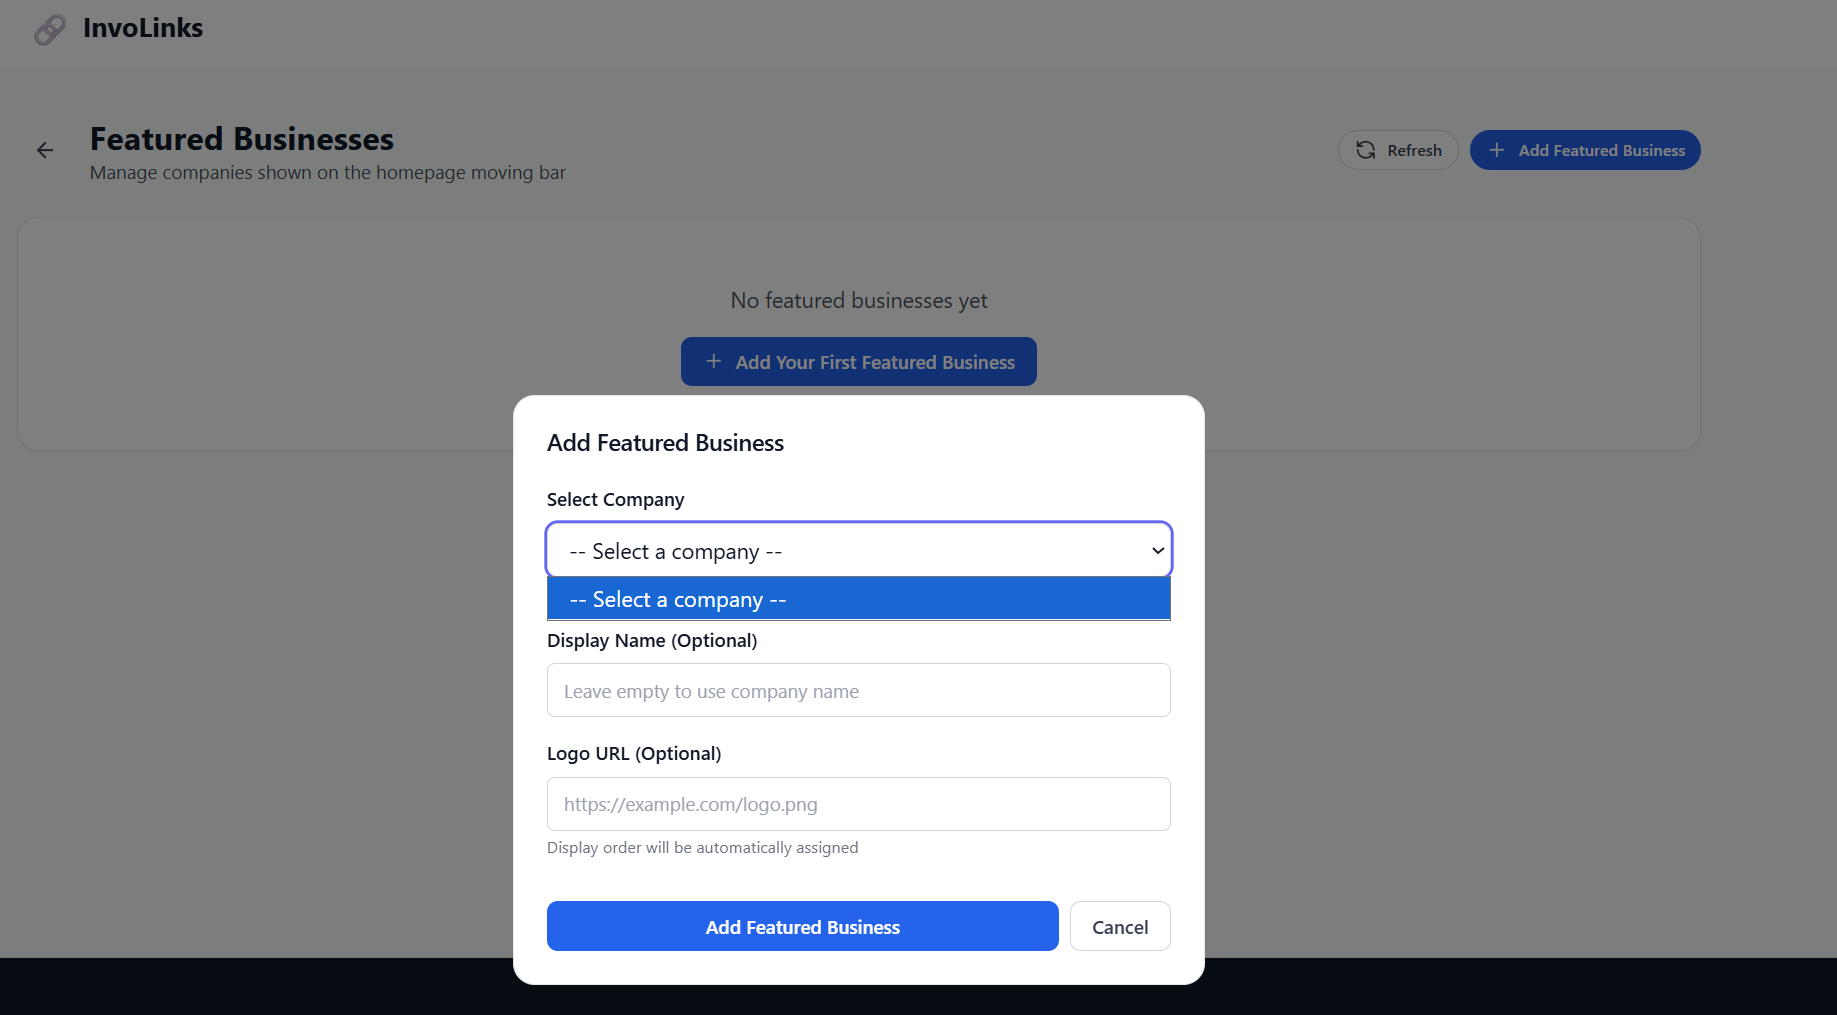 InvoLinks
Featured Businesses
Manage companies shown on the homepage moving bar
Refresh
Add Featured Business
No featured businesses yet
Add Your First Featured Business
Add Featured Business
Select Company
-- Select a company --
-- Select a company --
Display Name (Optional)
Leave empty to use company name
Logo URL (Optional)
https://example.com/logo.png
Display order will be automatically assigned
Add Featured Business
Cancel